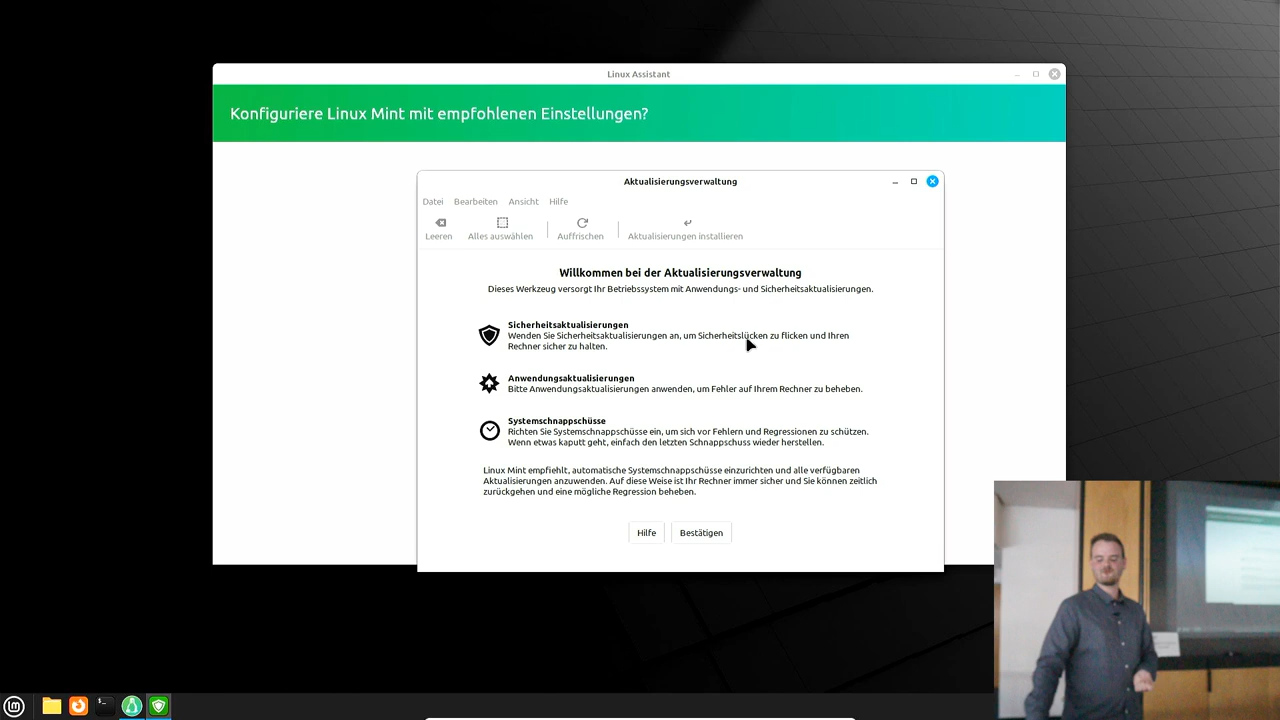 Linux Assistant
Konfiguriere Linux Mint mit empfohlenen Einstellungen?
Aktualisierungsverwaltung
Datei Bearbeiten Ansicht Hilfe
Leeren Alles auswählen Auffrischen Aktualisierungen installieren
Willkommen bei der Aktualisierungsverwaltung
Dieses Werkzeug versorgt Ihr Betriebssystem mit Anwendungs- und Sicherheitsaktualisierungen.
Sicherheitsaktualisierungen
Wenden Sie Sicherheitsaktualisierungen an, um Sicherheitslücken zu flicken und Ihren
Rechner sicher zu halten.
Anwendungsaktualisierungen
Bitte Anwendungsaktualisierungen anwenden, um Fehler auf Ihrem Rechner zu beheben.
Systemschnappschüsse
Richten Sie Systemschnappschüsse ein, um sich vor Fehlern und Regressionen zu schützen.
Wenn etwas kaputt geht, einfach den letzten Schnappschuss wieder herstellen.
Linux Mint empfiehlt, automatische Systemschnappschüsse einzurichten und alle verfügbaren
Aktualisierungen anzuwenden. Auf diese Weise ist Ihr Rechner immer sicher und Sie können zeitlich
zurückgehen und eine mögliche Regression beheben.
Hilfe Bestätigen